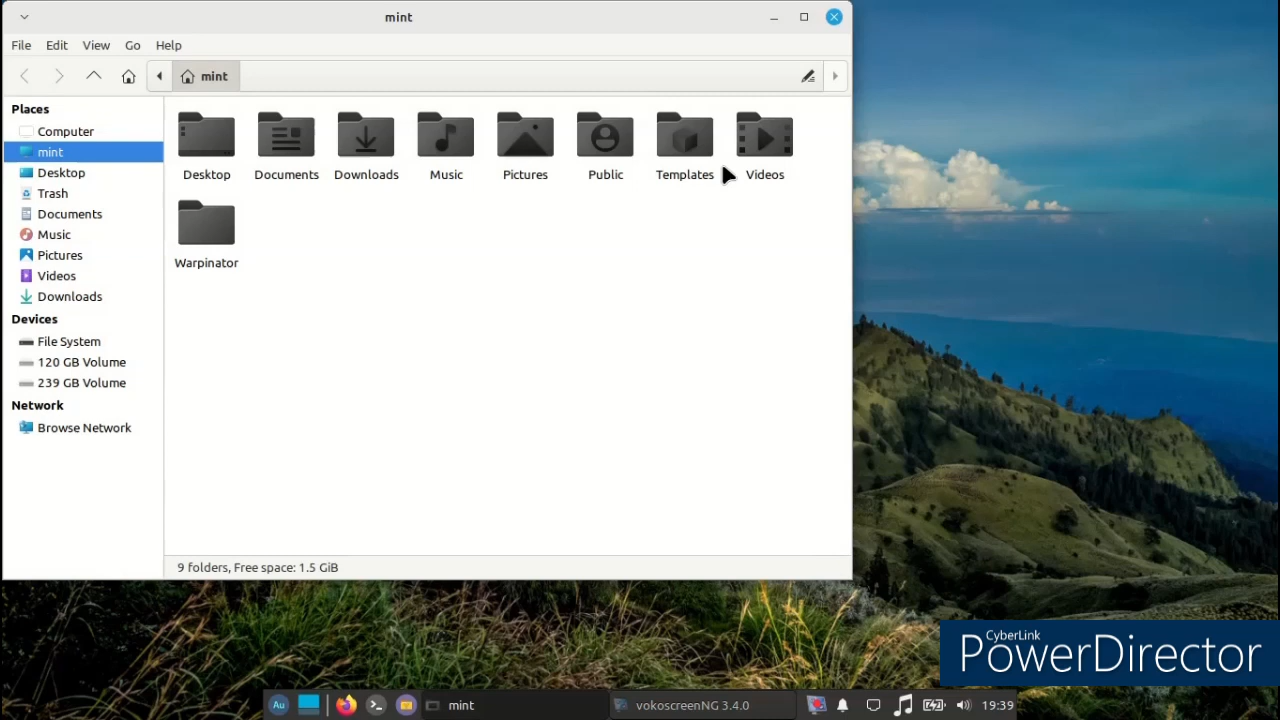 mint
File Edit View Go Help
mint
Places
Computer
mint
Desktop
Trash
Documents
Music
Pictures
Videos
Downloads
Devices
File System
120 GB Volume
239 GB Volume
Network
Browse Network
Desktop Documents Downloads Music Pictures Public Templates Videos
Warpinator
9 folders, Free space: 1.5 GiB
CyberLink
PowerDirector
Au mint vokoscreenNG 3.4.0 19:39